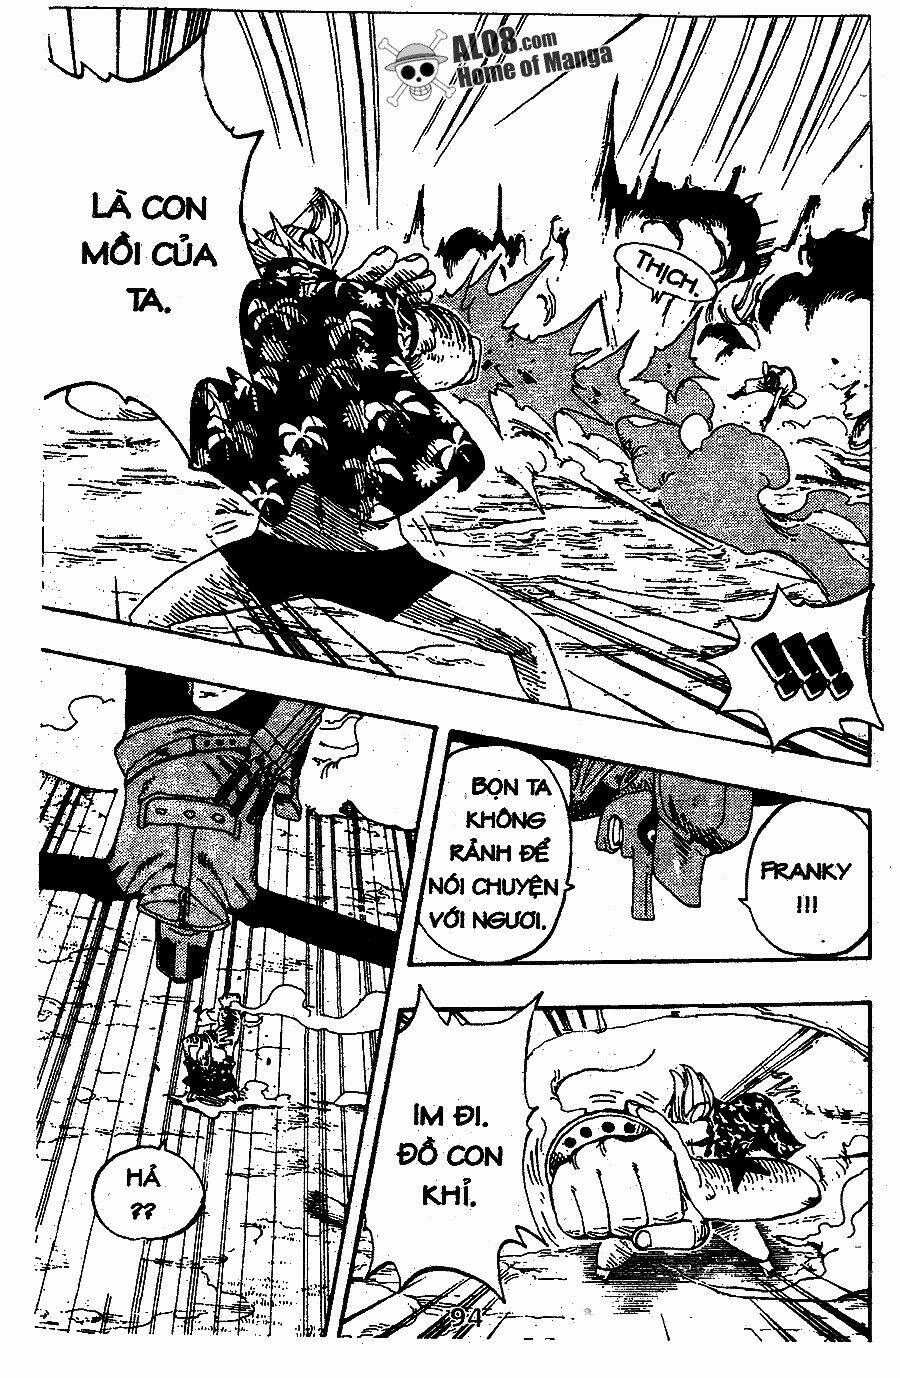 ALO8.com
Home of Manga
LÀ CON
MỒI CỦA
TA.
THỊCH.
!!!!
FRANKY
!!!
BỌN TA
KHÔNG
RẢNH ĐỂ
NÓI CHUYỆN
VỚI NGƯƠI.
HẢ
??
IM ĐI.
ĐỒ CON
KHỈ.
94